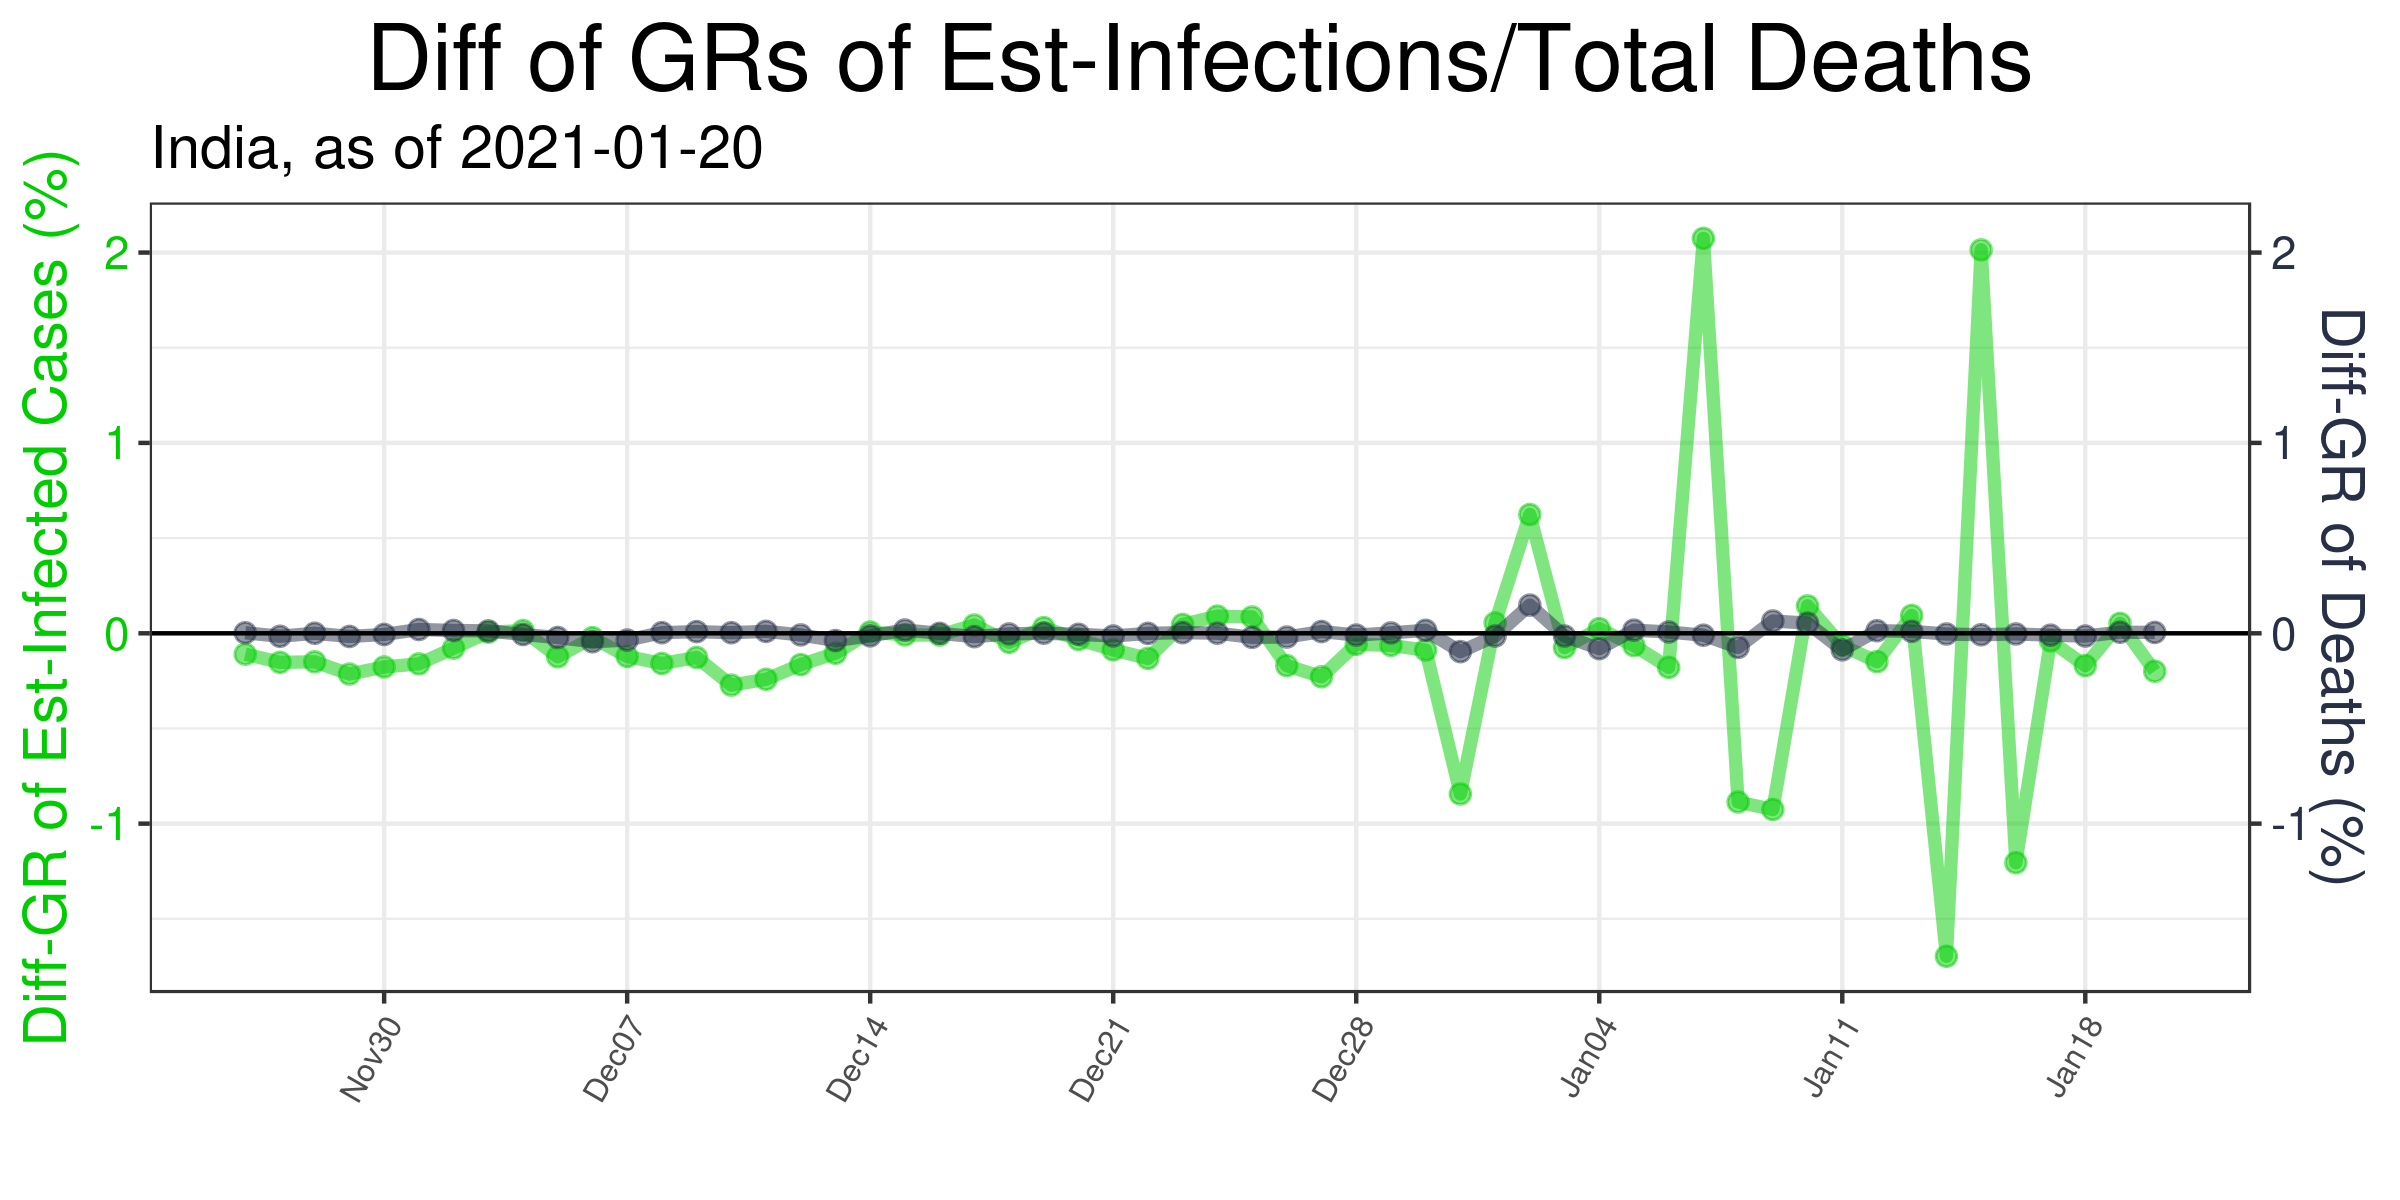 Diff of GRs of Est-Infections/Total Deaths
India, as of 2021-01-20
Diff-GR of Est-Infected Cases (%)
2
1
0
-1
2
1
0
-1
Diff-GR of Deaths (%)
Nov30
Dec07
Dec14
Dec21
Dec28
Jan04
Jan11
Jan18